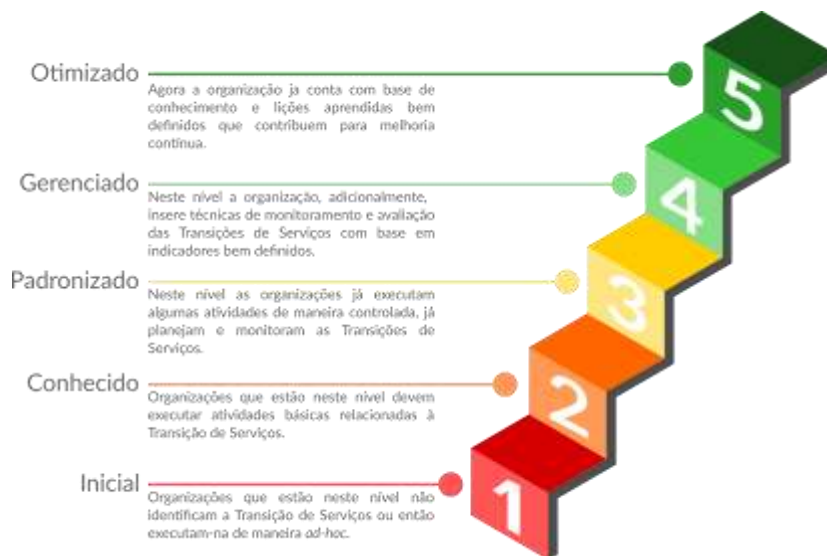 Otimizado
Agora a organização ja conta com base de
conhecimento e lições aprendidas bem
definidos que contribuem para melhoria
contínua.
5
Gerenciado
Neste nível a organização, adicionalmente,
insere técnicas de monitoramento e avaliação
das Transições de Serviços com base em
indicadores bem definidos.
4
Padronizado
Neste nível as organizações já executam
algumas atividades de maneira controlada, já
planejam e monitoram as Transições de
Serviços.
3
Conhecido
Organizações que estão neste nível devem
executar atividades básicas relacionadas à
Transição de Serviços.
2
Inicial
Organizações que estão neste nível não
identificam a Transição de Serviços ou então
executam-na de maneira ad-hoc.
1